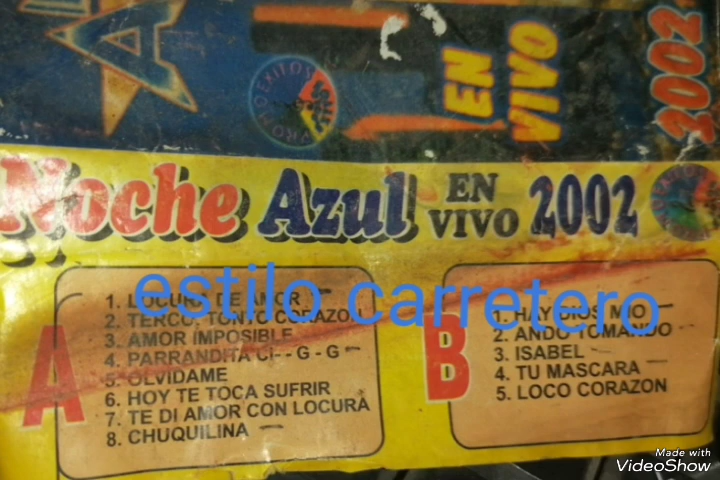 EN
VIVO
2002
Noche Azul EN VIVO 2002
estilo carretero
A
1. LOCURA DE AMOR
2. TERCO, TONTO CORAZO
3. AMOR IMPOSIBLE
4. PARRANDITA CI - - G - G
5. OLVIDAME
6. HOY TE TOCA SUFRIR
7. TE DI AMOR CON LOCURA
8. CHUQUILINA
B
1. HAY DIOS MIO
2. ANDO TOMANDO
3. ISABEL
4. TU MASCARA
5. LOCO CORAZON
Made with
VideoShow